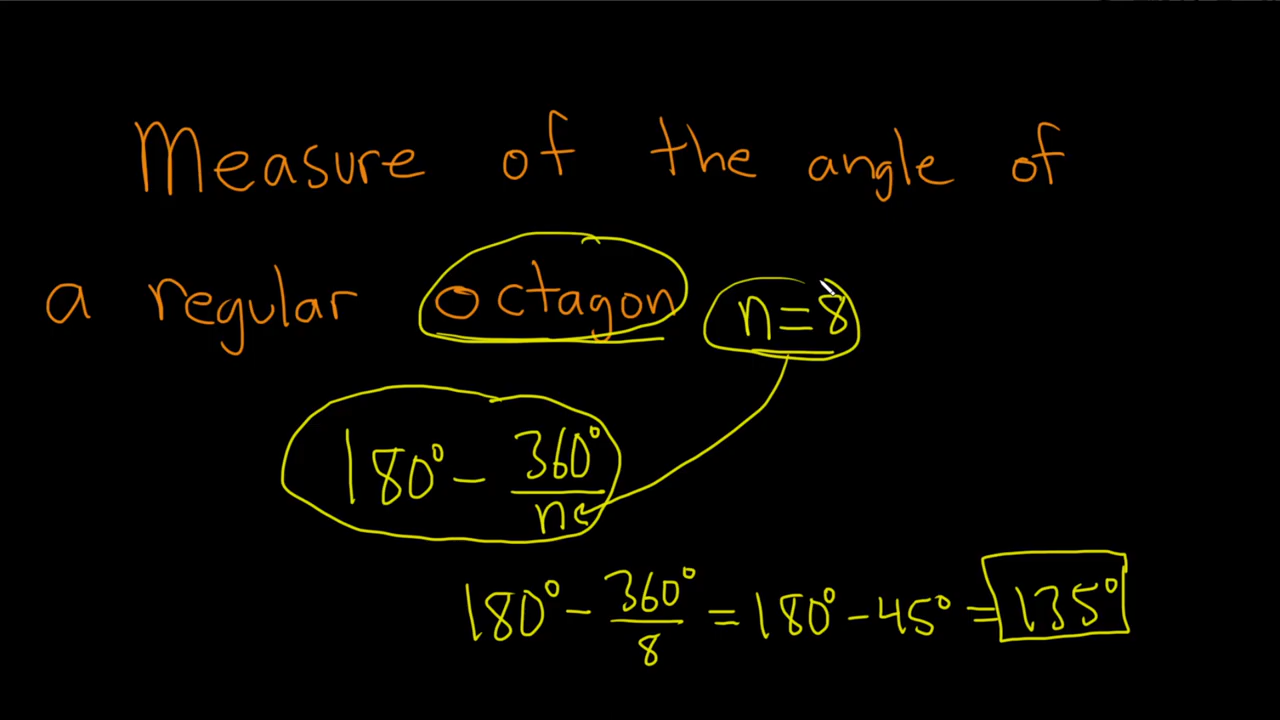 Measure of the angle of
a regular octagon n=8
180° - 360°/n
180° - 360°/8 = 180° - 45° = 135°